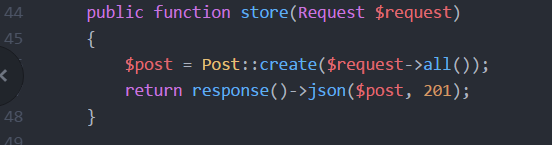 44 public function store(Request $request)
45 {
$post = Post::create($request->all());
return response()->json($post, 201);
48 }
49